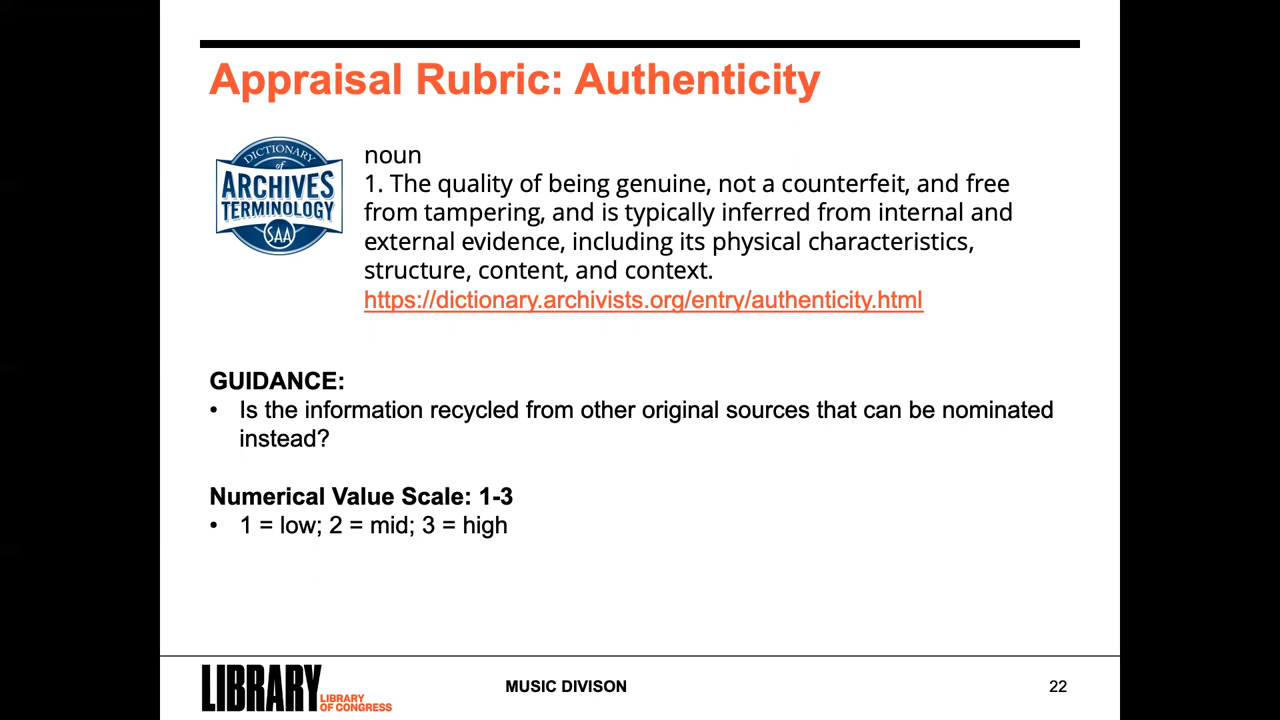 Appraisal Rubric: Authenticity
DICTIONARY
of
ARCHIVES
TERMINOLOGY
SAA
noun
1. The quality of being genuine, not a counterfeit, and free
from tampering, and is typically inferred from internal and
external evidence, including its physical characteristics,
structure, content, and context.
https://dictionary.archivists.org/entry/authenticity.html
GUIDANCE:
• Is the information recycled from other original sources that can be nominated
instead?
Numerical Value Scale: 1-3
• 1 = low; 2 = mid; 3 = high
LIBRARY
LIBRARY
OF CONGRESS
MUSIC DIVISON
22